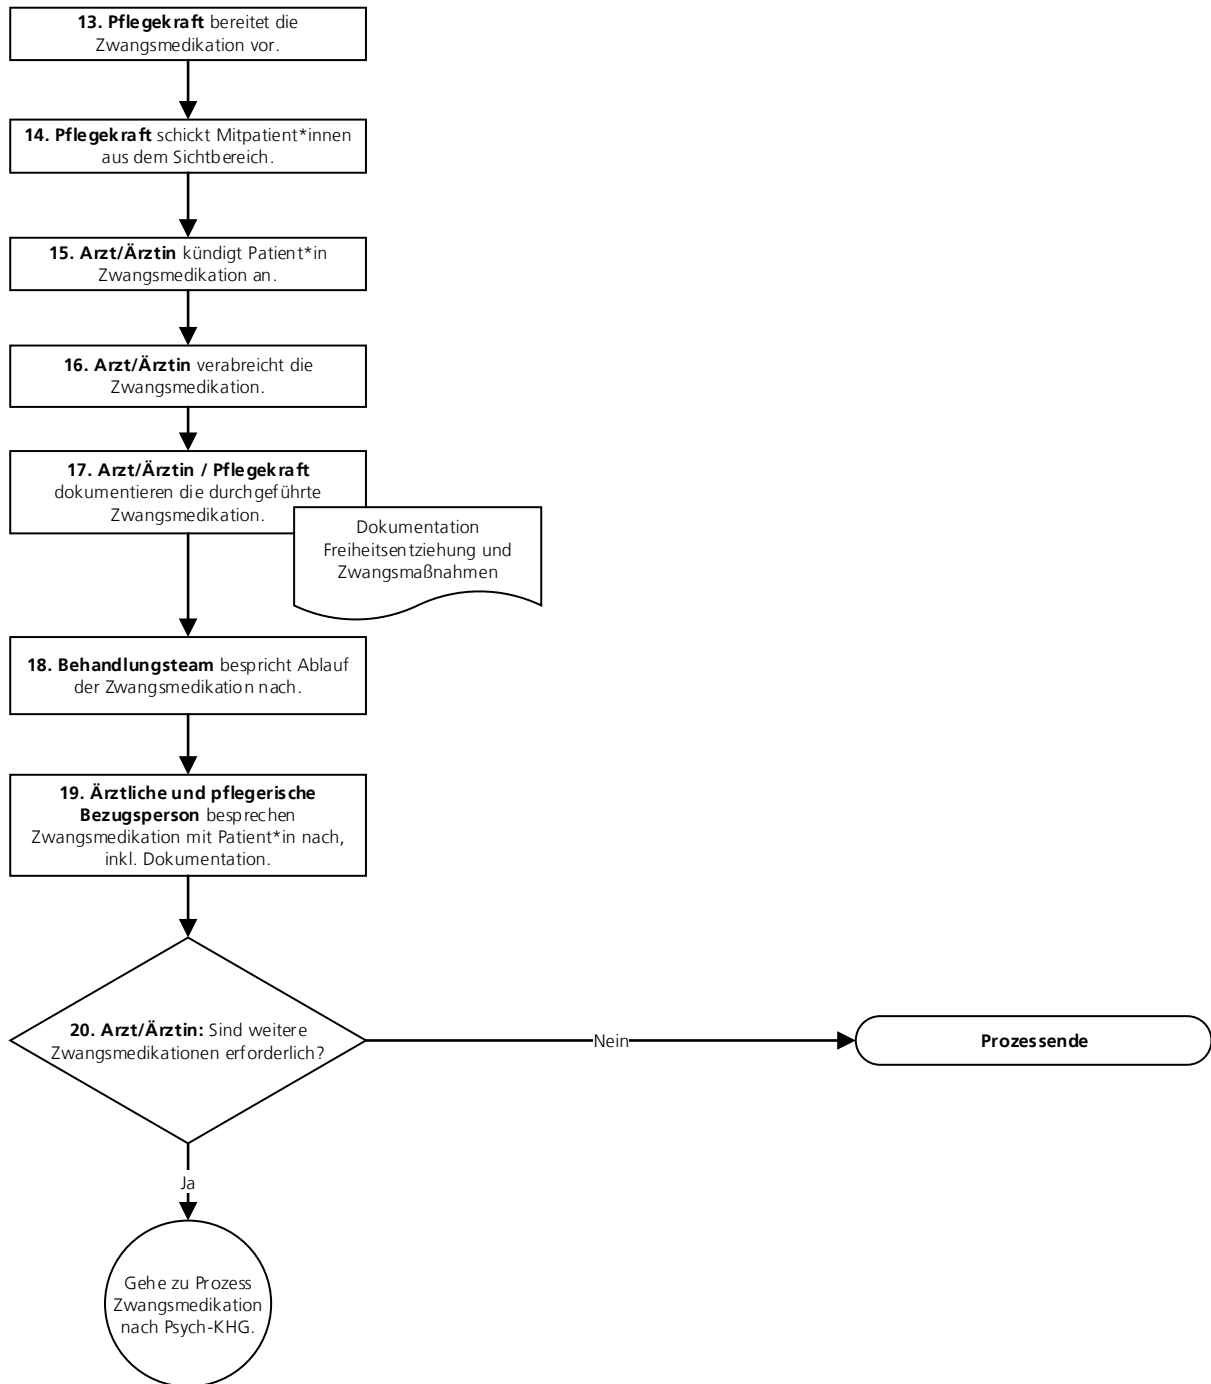 13. Pflegekraft bereitet die
Zwangsmedikation vor.
14. Pflegekraft schickt Mitpatient*innen
aus dem Sichtbereich.
15. Arzt/Ärztin kündigt Patient*in
Zwangsmedikation an.
16. Arzt/Ärztin verabreicht die
Zwangsmedikation.
17. Arzt/Ärztin / Pflegekraft
dokumentieren die durchgeführte
Zwangsmedikation.
Dokumentation
Freiheitsentziehung und
Zwangsmaßnahmen
18. Behandlungsteam bespricht Ablauf
der Zwangsmedikation nach.
19. Ärztliche und pflegerische
Bezugsperson besprechen
Zwangsmedikation mit Patient*in nach,
inkl. Dokumentation.
20. Arzt/Ärztin: Sind weitere
Zwangsmedikationen erforderlich?
Nein
Prozessende
Ja
Gehe zu Prozess
Zwangsmedikation
nach Psych-KHG.